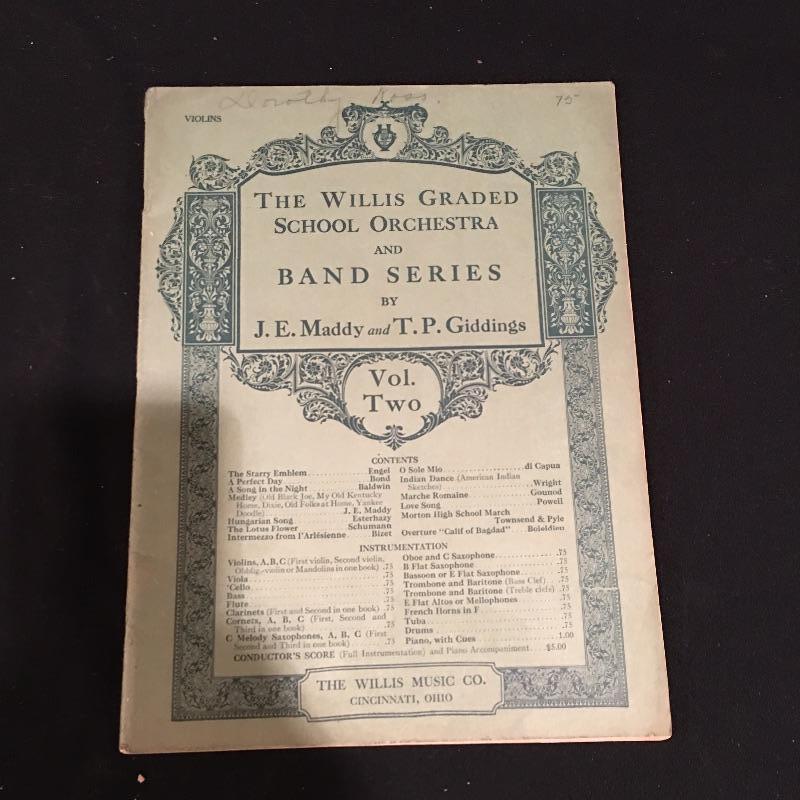 Dorothy Ross.
75
VIOLINS
THE WILLIS GRADED
SCHOOL ORCHESTRA
AND
BAND SERIES
BY
J. E. Maddy and T. P. Giddings
Vol.
Two
CONTENTS
The Starry Emblem Engel
A Perfect Day Bond
A Song in the Night Baldwin
Medley (Old Black Joe, My Old Kentucky
Home, Dixie, Old Folks at Home, Yankee
Doodle) J. E. Maddy
Hungarian Song Esterhazy
The Lotus Flower Schumann
Intermezzo from l'Arlésienne Bizet
O Sole Mio di Capua
Indian Dance (American Indian
Sketches) Wright
Marche Romaine Gounod
Love Song Powell
Morton High School March
Townsend & Pyle
Overture "Calif of Bagdad" Boieldieu
INSTRUMENTATION
Violins, A, B, C (First violin, Second violin,
Obblig.-violin or Mandolins in one book) .75
Viola .75
'Cello .75
Bass .75
Flute .75
Clarinets (First and Second in one book) .75
Cornets, A, B, C (First, Second and
Third in one book) .75
C Melody Saxophones, A, B, C (First
Second and Third in one book) .75
Oboe and C Saxophone .75
B Flat Saxophone .75
Bassoon or E Flat Saxophone .75
Trombone and Baritone (Bass Clef) .75
Trombone and Baritone (Treble clefs) .75
E Flat Altos or Mellophones .75
French Horns in F .75
Tuba .75
Drums .75
Piano, with Cues 1.00
CONDUCTOR'S SCORE (Full Instrumentation) and Piano Accompaniment $5.00
THE WILLIS MUSIC CO.
CINCINNATI, OHIO